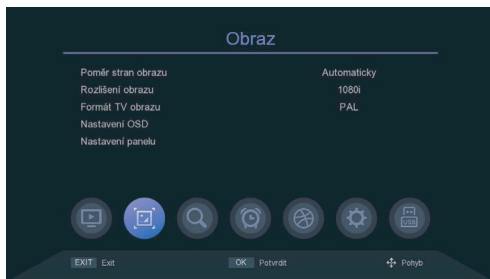 Obraz
Poměr stran obrazu Automaticky
Rozlišení obrazu 1080i
Formát TV obrazu PAL
Nastavení OSD
Nastavení panelu
USB
EXIT Exit OK Potvrdit Pohyb